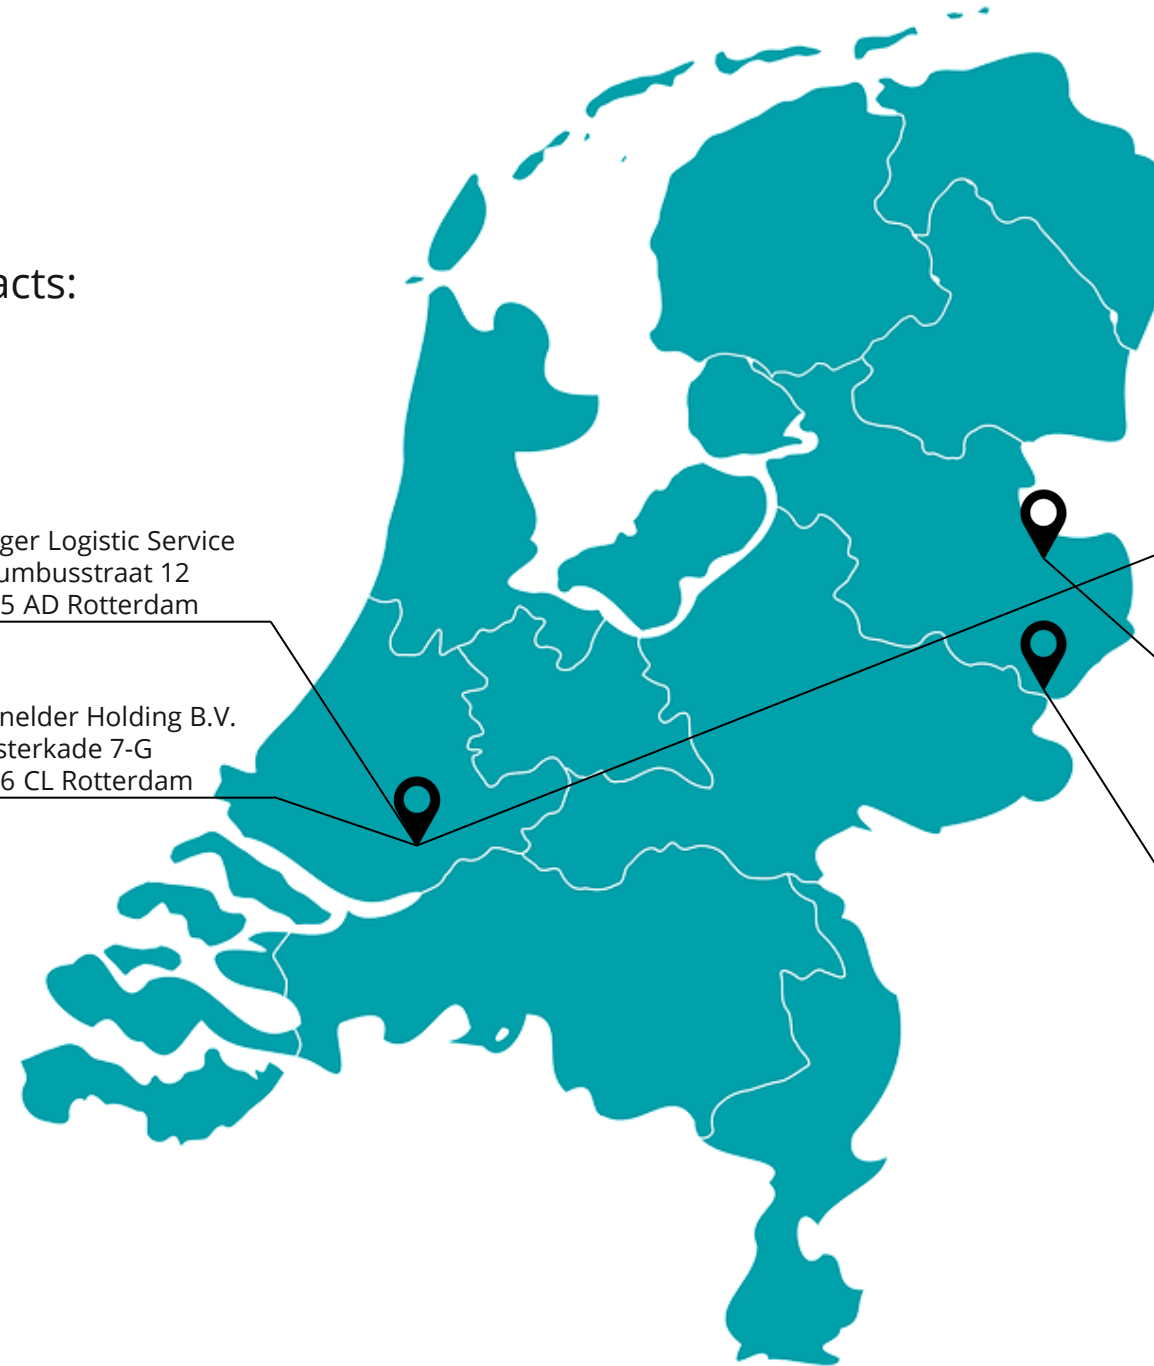 acts:
ger Logistic Service
umbusstraat 12
5 AD Rotterdam
nelder Holding B.V.
sterkade 7-G
6 CL Rotterdam